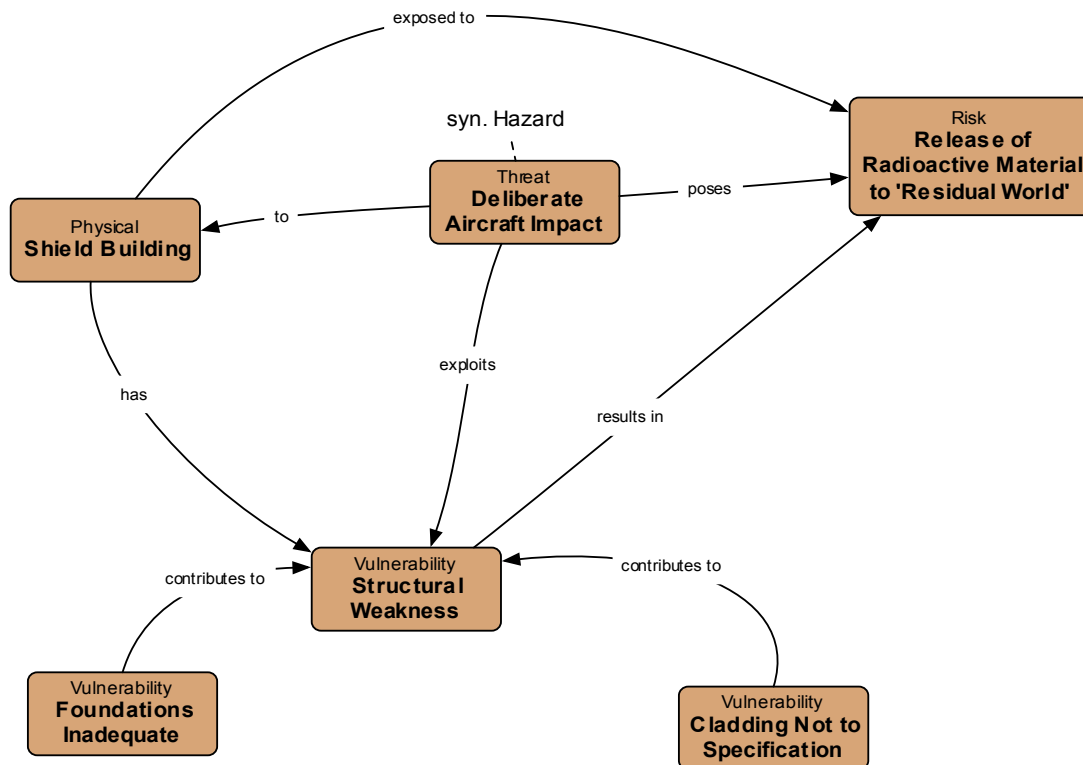 exposed to
syn. Hazard
Risk
Release of
Radioactive Material
to 'Residual World'
Threat
Deliberate
Aircraft Impact
poses
to
Physical
Shield Building
exploits
has
results in
Vulnerability
Structural
Weakness
contributes to
contributes to
Vulnerability
Foundations
Inadequate
Vulnerability
Cladding Not to
Specification